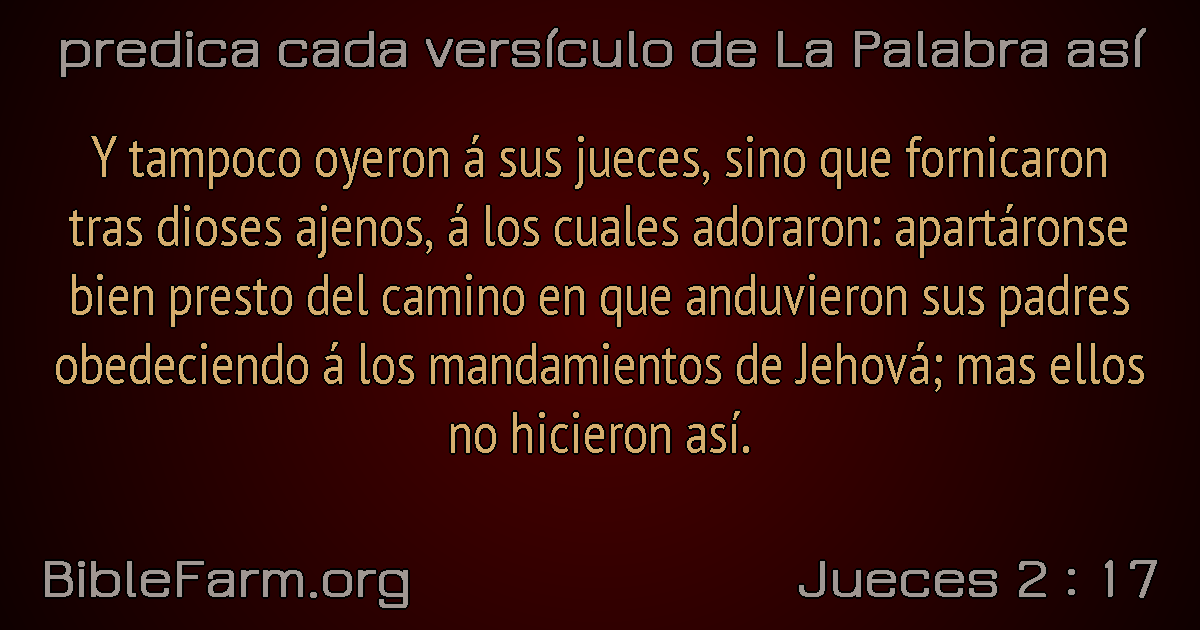 predica cada versículo de La Palabra así
Y tampoco oyeron á sus jueces, sino que fornicaron
tras dioses ajenos, á los cuales adoraron: apartáronse
bien presto del camino en que anduvieron sus padres
obedeciendo á los mandamientos de Jehová; mas ellos
no hicieron así.
BibleFarm.org
Jueces 2 : 17